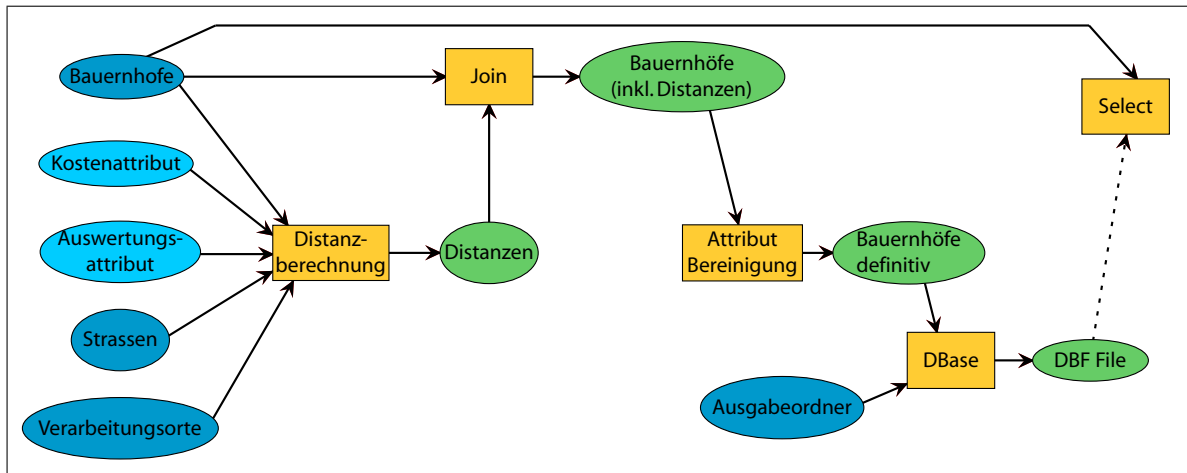 Bauernhofe
Join
Bauernhöfe
(inkl. Distanzen)
Select
Kostenattribut
Auswertungs-
attribut
Distanz-
berechnung
Distanzen
Attribut
Bereinigung
Bauernhöfe
definitiv
Strassen
DBase
DBF File
Verarbeitungsorte
Ausgabeordner